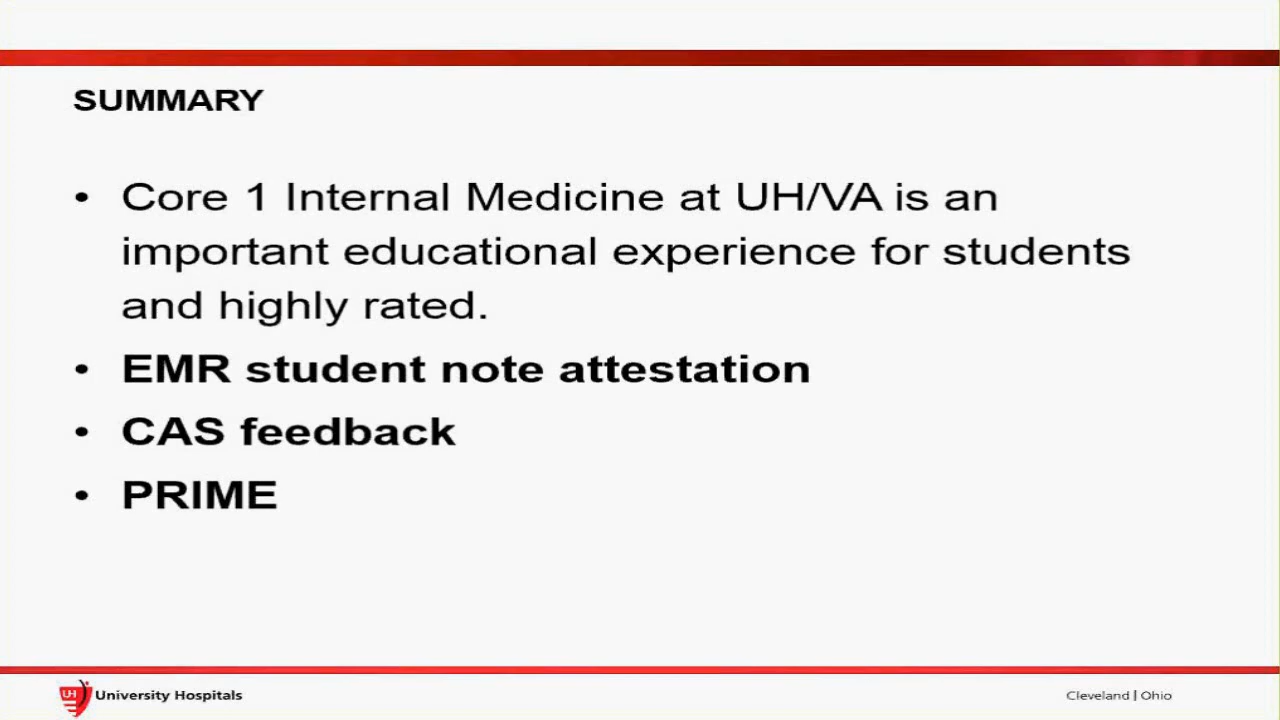 SUMMARY
• Core 1 Internal Medicine at UH/VA is an
important educational experience for students
and highly rated.
• EMR student note attestation
• CAS feedback
• PRIME
UH University Hospitals
Cleveland | Ohio